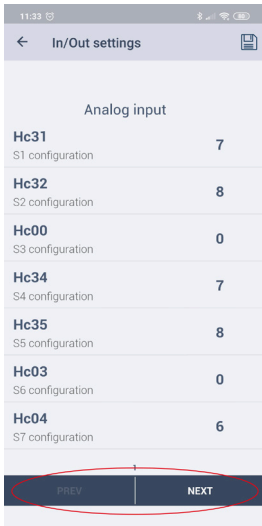 11:33
In/Out settings
Analog input
Hc31
7
S1 configuration
Hc32
8
S2 configuration
Hc00
0
S3 configuration
Hc34
7
S4 configuration
Hc35
8
S5 configuration
Hc03
0
S6 configuration
Hc04
6
S7 configuration
1
PREV
NEXT